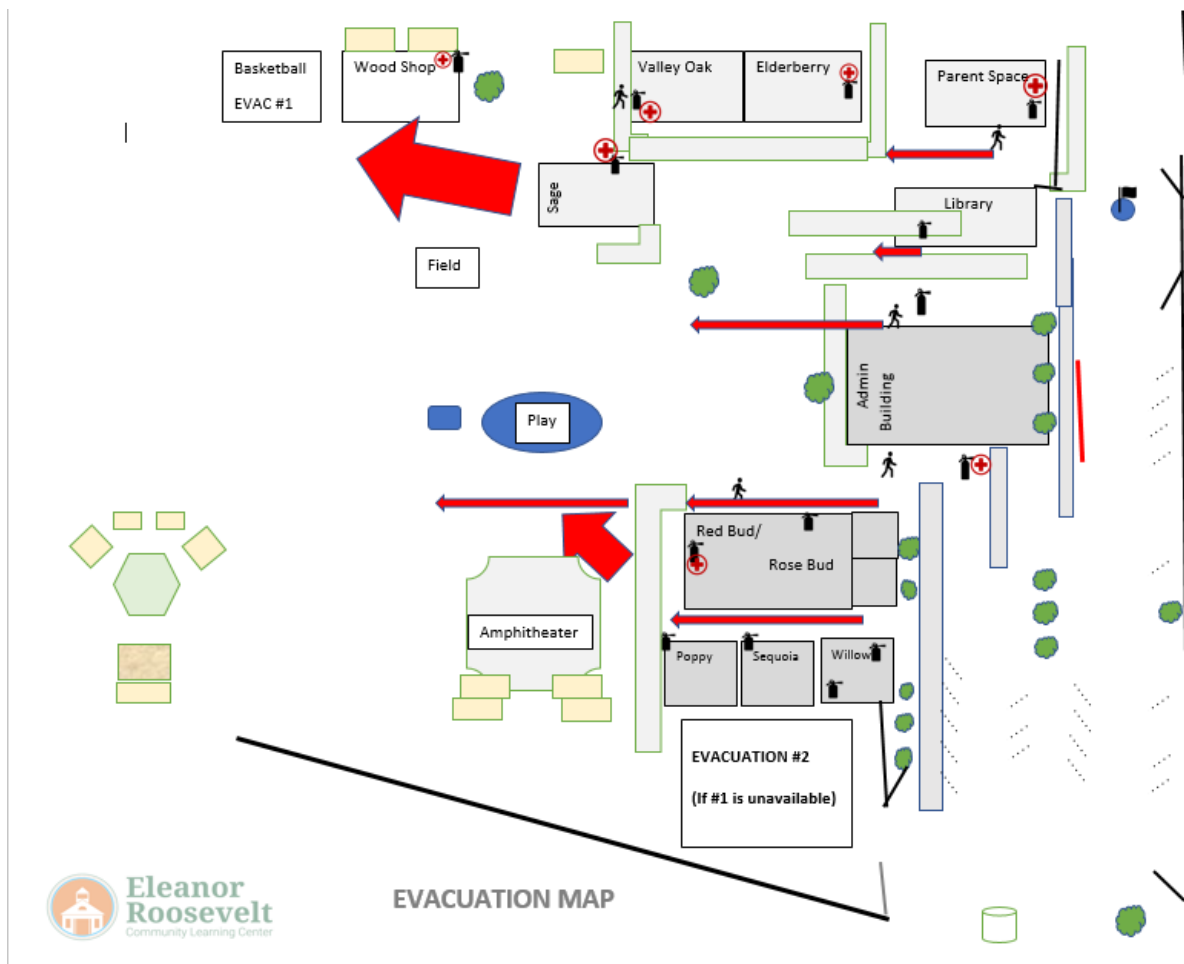 Basketball
EVAC #1
Wood Shop
Valley Oak
Elderberry
Parent Space
Sage
Library
Field
Admin
Building
Play
Red Bud/
Rose Bud
Amphitheater
Poppy
Sequoia
Willow
EVACUATION #2
(If #1 is unavailable)
Eleanor
Roosevelt
Community Learning Center
EVACUATION MAP